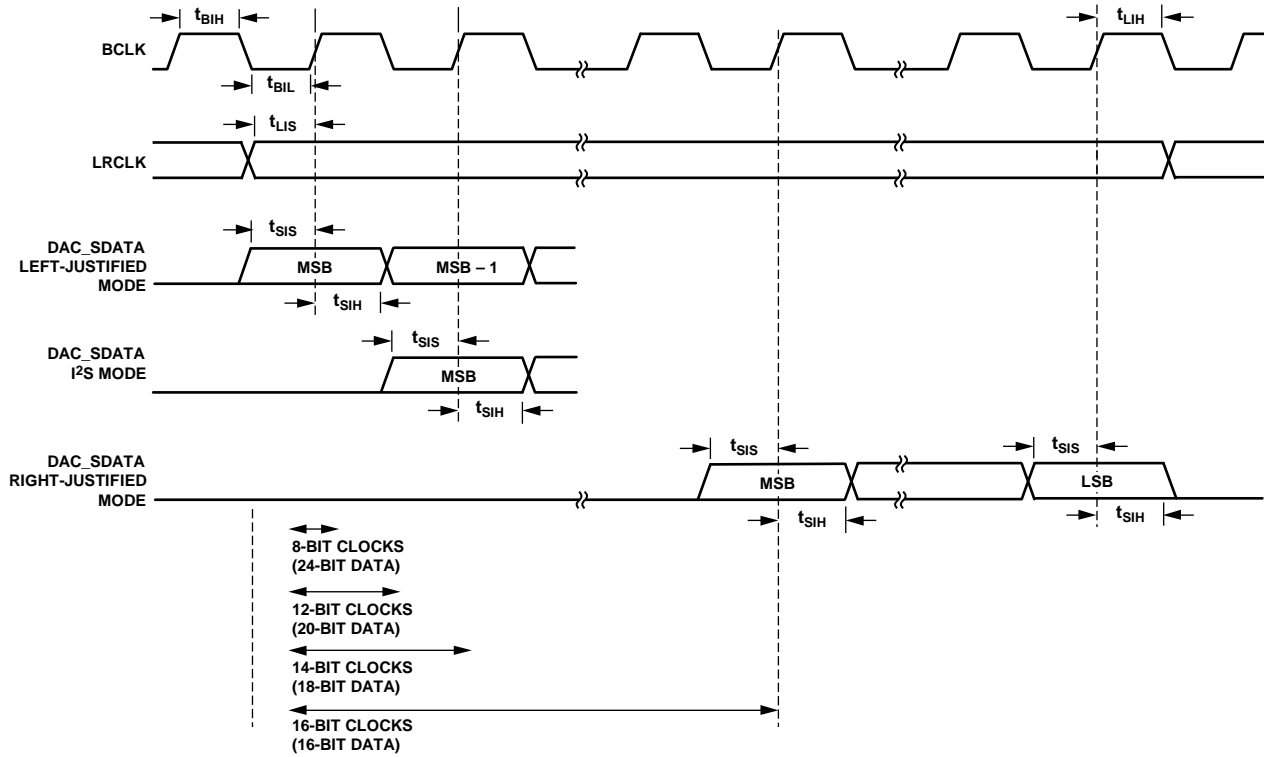 tBIH
tLIH
BCLK
tBIL
tLIS
LRCLK
tSIS
DAC_SDATA
LEFT-JUSTIFIED
MODE
MSB
MSB – 1
tSIH
tSIS
DAC_SDATA
I²S MODE
MSB
tSIH
tSIS
tSIS
DAC_SDATA
RIGHT-JUSTIFIED
MODE
MSB
LSB
tSIH
tSIH
8-BIT CLOCKS
(24-BIT DATA)
12-BIT CLOCKS
(20-BIT DATA)
14-BIT CLOCKS
(18-BIT DATA)
16-BIT CLOCKS
(16-BIT DATA)